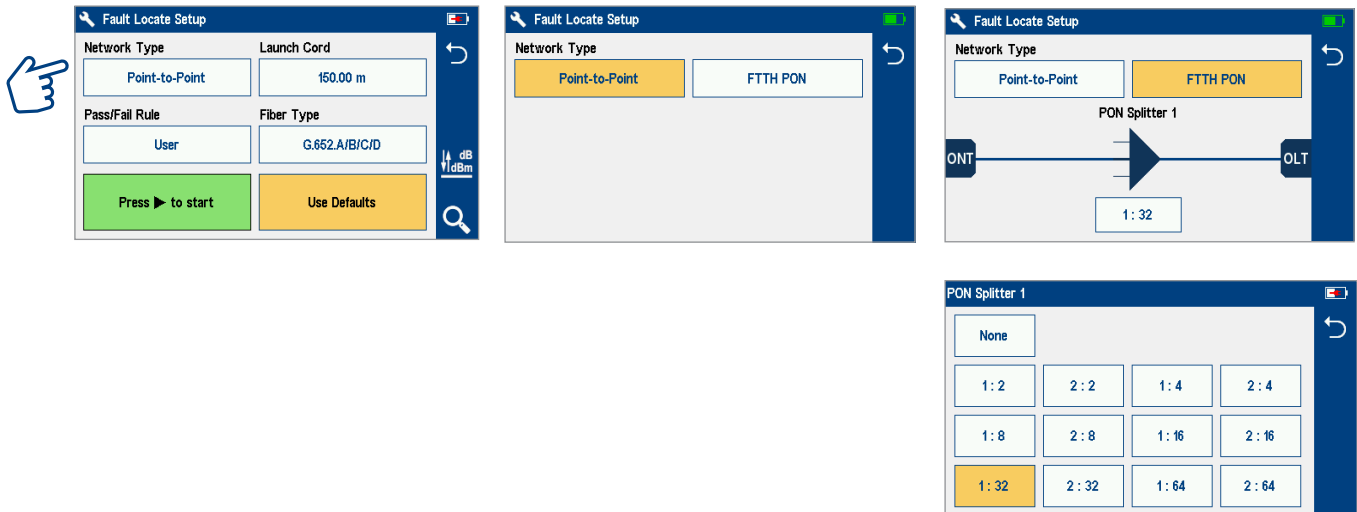 Fault Locate Setup
Network Type Launch Cord
Point-to-Point 150.00 m
Pass/Fail Rule Fiber Type
User G.652.A/B/C/D
dB
dBm
Press ▶ to start Use Defaults
Fault Locate Setup
Network Type
Point-to-Point FTTH PON
Fault Locate Setup
Network Type
Point-to-Point FTTH PON
PON Splitter 1
ONT OLT
1 : 32
PON Splitter 1
None
1 : 2 2 : 2 1 : 4 2 : 4
1 : 8 2 : 8 1 : 16 2 : 16
1 : 32 2 : 32 1 : 64 2 : 64